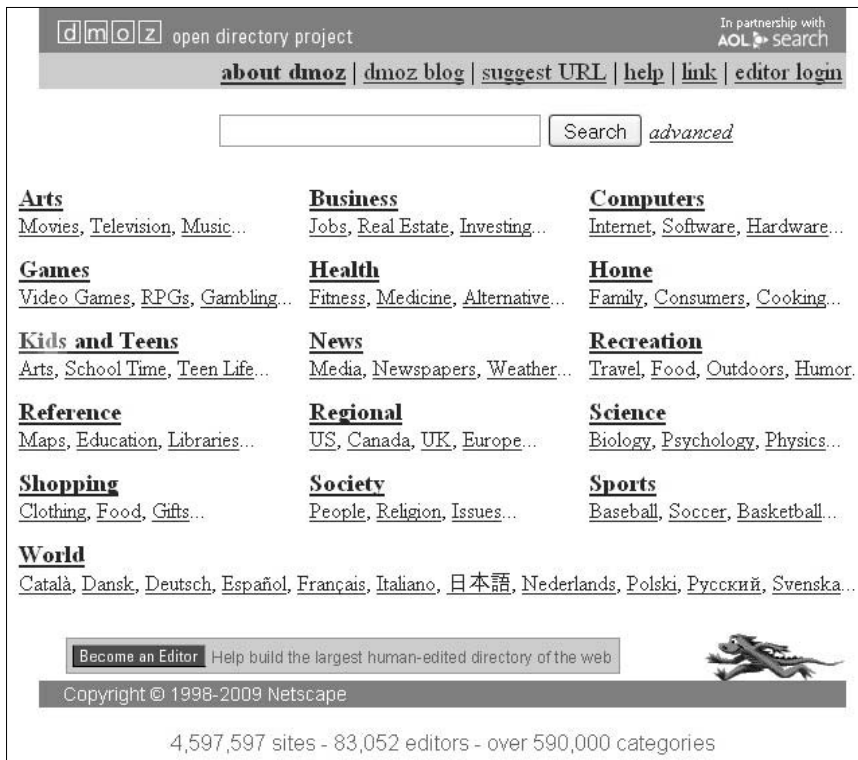 dmoz open directory project
In partnership with
AOL search
about dmoz | dmoz blog | suggest URL | help | link | editor login
Search advanced
Arts Business Computers
Movies, Television, Music... Jobs, Real Estate, Investing... Internet, Software, Hardware...
Games Health Home
Video Games, RPGs, Gambling... Fitness, Medicine, Alternative... Family, Consumers, Cooking...
Kids and Teens News Recreation
Arts, School Time, Teen Life... Media, Newspapers, Weather... Travel, Food, Outdoors, Humor.
Reference Regional Science
Maps, Education, Libraries... US, Canada, UK, Europe... Biology, Psychology, Physics...
Shopping Society Sports
Clothing, Food, Gifts... People, Religion, Issues... Baseball, Soccer, Basketball...
World
Català, Dansk, Deutsch, Español, Français, Italiano, 日本語, Nederlands, Polski, Русский, Svenska...
Become an Editor Help build the largest human-edited directory of the web
Copyright © 1998-2009 Netscape
4,597,597 sites - 83,052 editors - over 590,000 categories